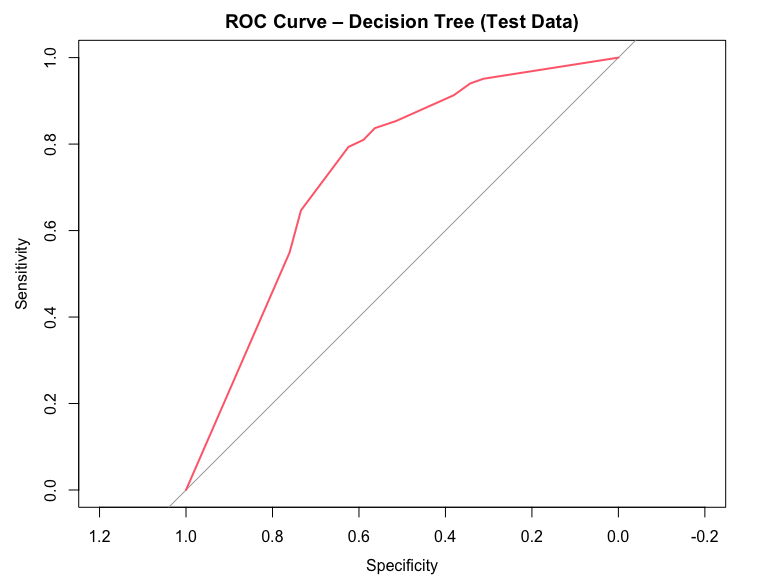 ROC Curve – Decision Tree (Test Data)
Sensitivity
1.0
0.8
0.6
0.4
0.2
0.0
1.2 1.0 0.8 0.6 0.4 0.2 0.0 -0.2
Specificity